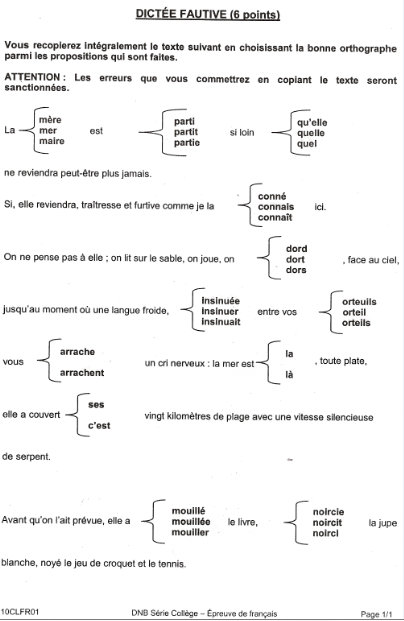 DICTÉE FAUTIVE (6 points)
Vous recopierez intégralement le texte suivant en choisissant la bonne orthographe
parmi les propositions qui sont faites.
ATTENTION : Les erreurs que vous commettrez en copiant le texte seront
sanctionnées.
La mère mer maire est parti partit partie si loin qu'elle quelle quel
ne reviendra peut-être plus jamais.
Si, elle reviendra, traîtresse et furtive comme je la conné connais connaît ici.
On ne pense pas à elle ; on lit sur le sable, on joue, on dord dort dors , face au ciel,
jusqu'au moment où une langue froide, insinuée insinuer insinuait entre vos orteuils orteil orteils
vous arrache arrachent un cri nerveux : la mer est la là , toute plate,
elle a couvert ses c'est vingt kilomètres de plage avec une vitesse silencieuse
de serpent.
Avant qu'on l'ait prévue, elle a mouillé mouillée mouiller le livre, noircie noircit noirci la jupe
blanche, noyé le jeu de croquet et le tennis.
10CLFR01 DNB Série Collège – Épreuve de français Page 1/1